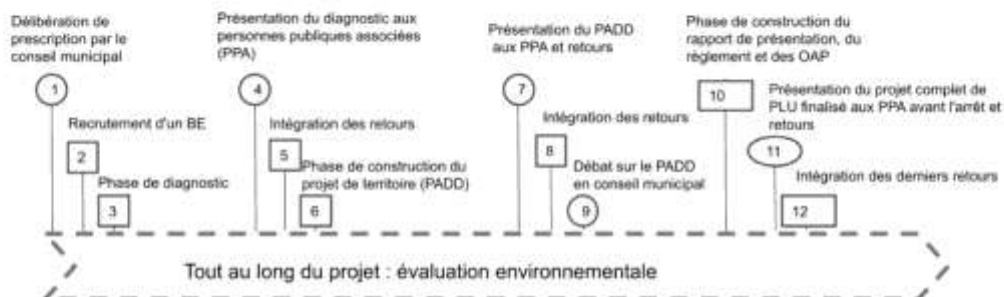 Délibération de
prescription par le
conseil municipal
1
Recrutement d'un BE
2
Phase de diagnostic
3
Présentation du diagnostic aux
personnes publiques associées
(PPA)
4
Intégration des retours
5
Phase de construction du
projet de territoire (PADD)
6
Présentation du PADD
aux PPA et retours
7
Intégration des retours
8
Débat sur le PADD
en conseil municipal
9
Phase de construction du
rapport de présentation, du
règlement et des OAP
10
Présentation du projet complet de
PLU finalisé aux PPA avant l'arrêt et
retours
11
Intégration des derniers retours
12
Tout au long du projet : évaluation environnementale